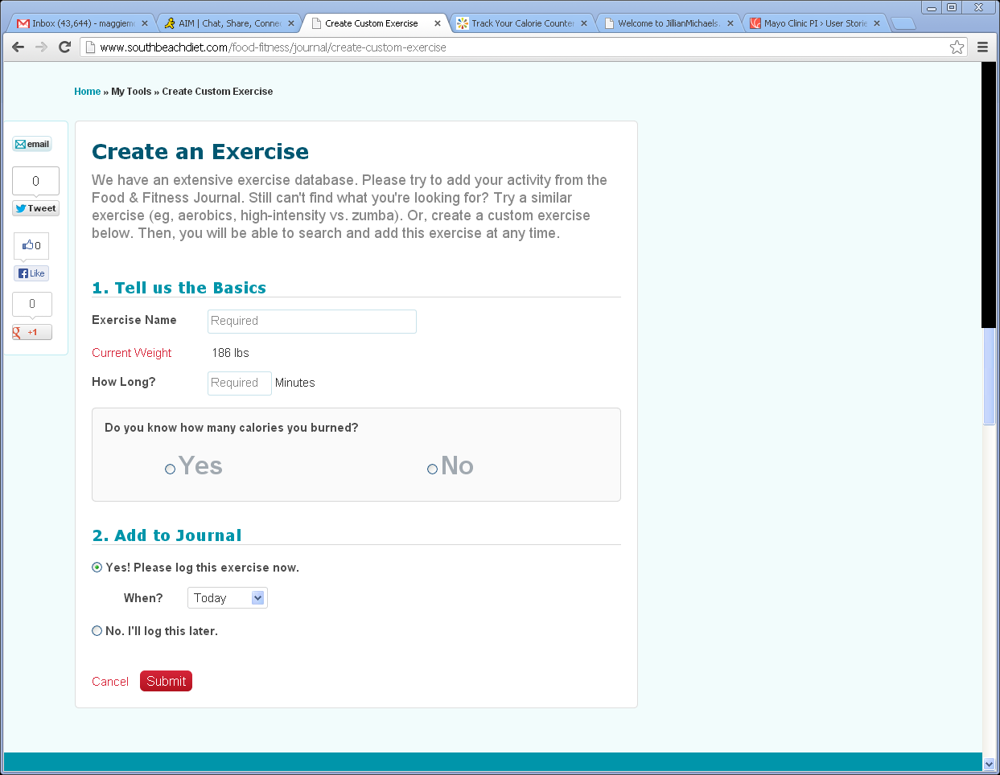 Inbox (43,644) - maggiem
AIM | Chat, Share, Connec
Create Custom Exercise
Track Your Calorie Counter
Welcome to JillianMichaels.
Mayo Clinic PI › User Storie
www.southbeachdiet.com/food-fitness/journal/create-custom-exercise
Home » My Tools » Create Custom Exercise
email
0
Tweet
0
Like
0
+1
Create an Exercise
We have an extensive exercise database. Please try to add your activity from the
Food & Fitness Journal. Still can't find what you're looking for? Try a similar
exercise (eg, aerobics, high-intensity vs. zumba). Or, create a custom exercise
below. Then, you will be able to search and add this exercise at any time.
1. Tell us the Basics
Exercise Name Required
Current Weight 186 lbs
How Long? Required Minutes
Do you know how many calories you burned?
Yes No
2. Add to Journal
Yes! Please log this exercise now.
When? Today
No. I'll log this later.
Cancel Submit